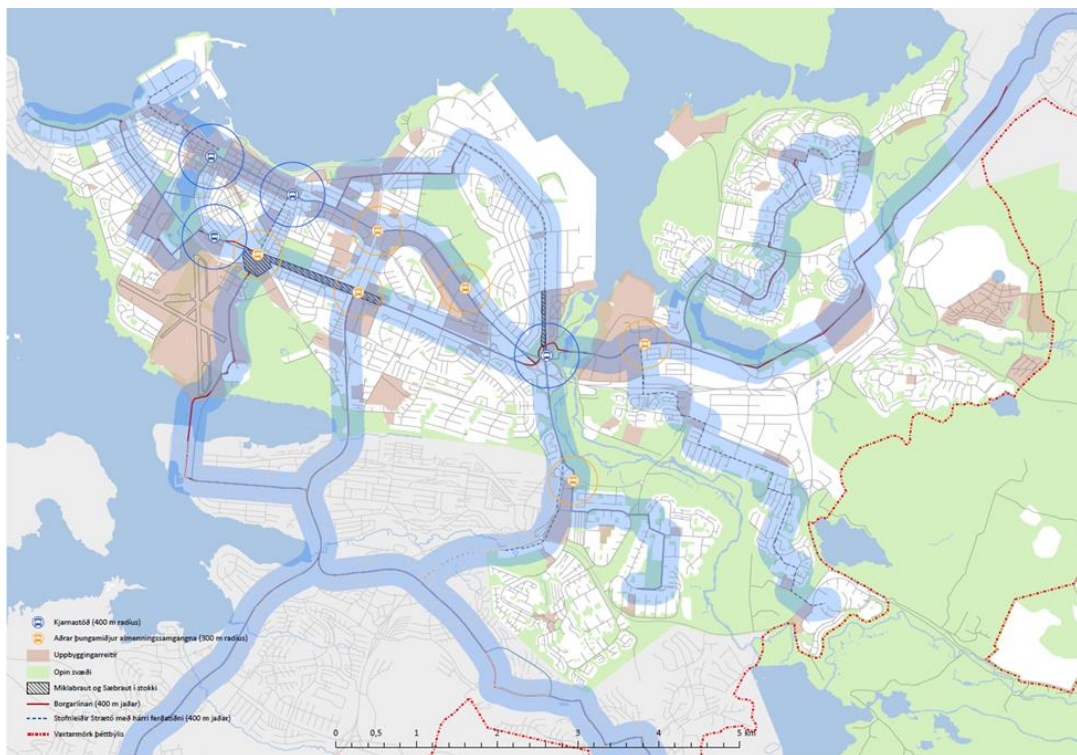 Kjarnastöð (400 m radíus)
Aðrar þungamiðjur almenningssamgangna (300 m radíus)
Uppbyggingarreitir
Opin svæði
Miklabraut og Sæbraut í stokki
Borgarlínan (400 m jaðar)
Stofnleiðir Strætó með hárri ferðatíðni (400 m jaðar)
Vaxtarmörk þéttbýlis
0 0,5 1 2 3 4 5 km